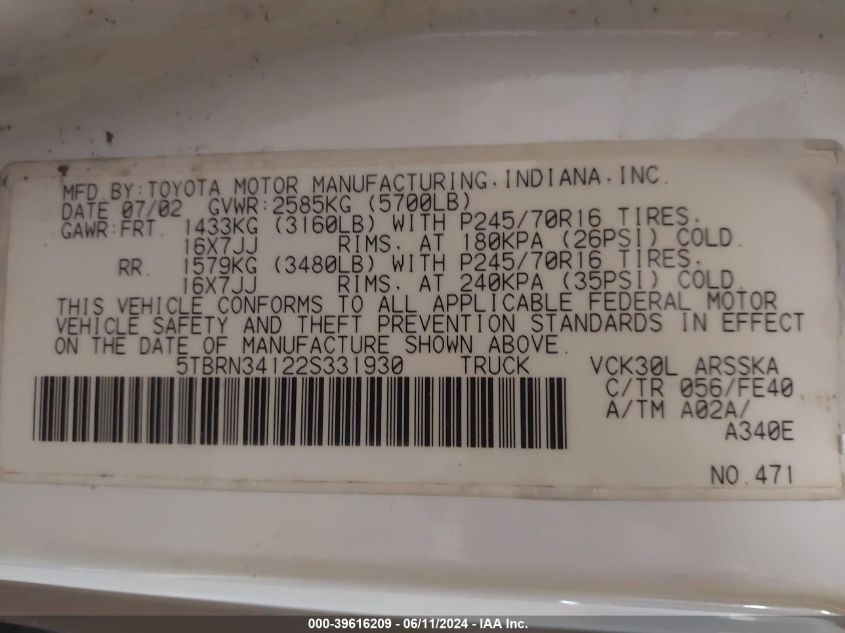 MFD.BY:TOYOTA MOTOR MANUFACTURING,INDIANA,INC.
DATE 07/02 GVWR:2585KG (5700LB)
GAWR:FRT. 1433KG (3160LB) WITH P245/70R16 TIRES.
16X7JJ RIMS. AT 180KPA (26PSI) COLD.
RR. 1579KG (3480LB) WITH P245/70R16 TIRES.
16X7JJ RIMS. AT 240KPA (35PSI) COLD.
THIS VEHICLE CONFORMS TO ALL APPLICABLE FEDERAL MOTOR
VEHICLE SAFETY AND THEFT PREVENTION STANDARDS IN EFFECT
ON THE DATE OF MANUFACTURE SHOWN ABOVE.
5TBRN34122S331930 TRUCK VCK30L ARSSKA
C/TR 056/FE40
A/TM A02A/
A340E
NO.471
000-39616209 - 06/11/2024 - IAA Inc.